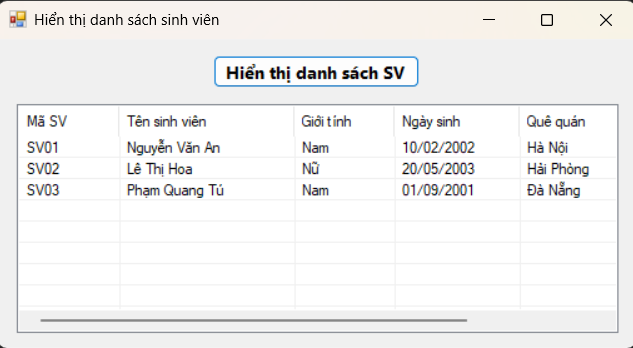 Hiển thị danh sách sinh viên
Hiển thị danh sách SV
Mã SV Tên sinh viên Giới tính Ngày sinh Quê quán
SV01 Nguyễn Văn An Nam 10/02/2002 Hà Nội
SV02 Lê Thị Hoa Nữ 20/05/2003 Hải Phòng
SV03 Phạm Quang Tú Nam 01/09/2001 Đà Nẵng